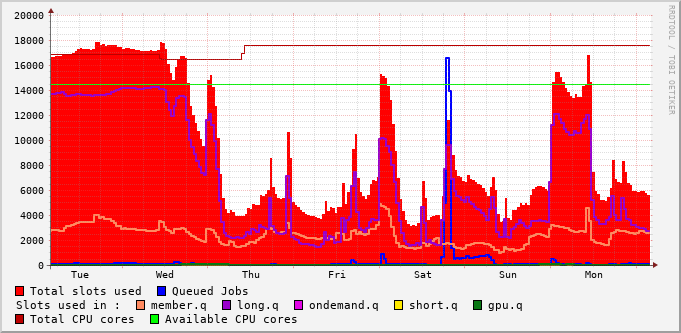 20000
18000
16000
14000
12000
10000
8000
6000
4000
2000
0
Tue Wed Thu Fri Sat Sun Mon
RRDTOOL / TOBI OETIKER
Total slots used Queued Jobs
Slots used in : member.q long.q ondemand.q short.q gpu.q
Total CPU cores Available CPU cores